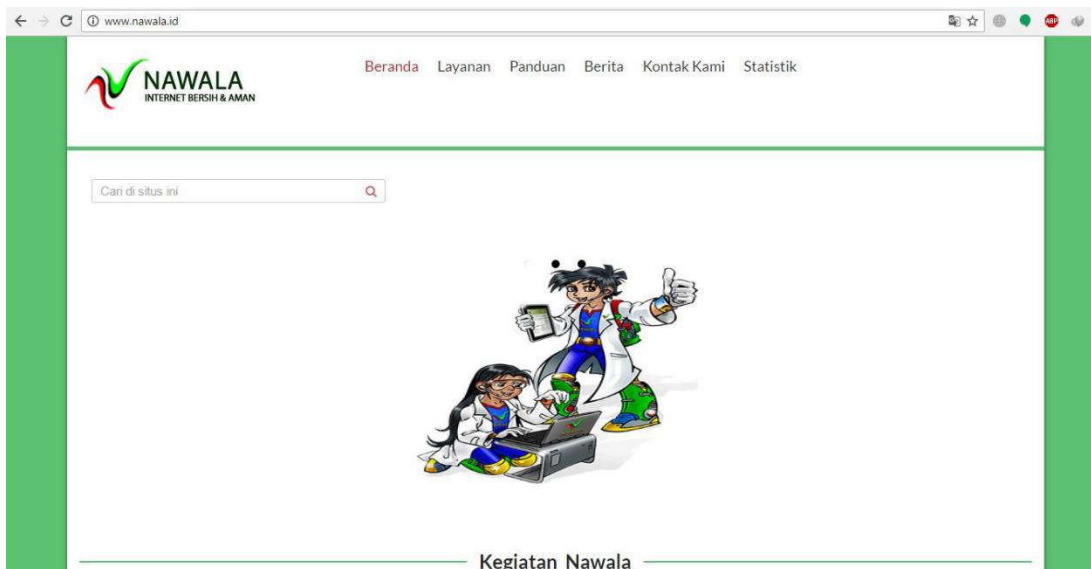 www.nawala.id
NAWALA
INTERNET BERSIH & AMAN
Beranda Layanan Panduan Berita Kontak Kami Statistik
Cari di situs ini
Kegiatan Nawala
ABP